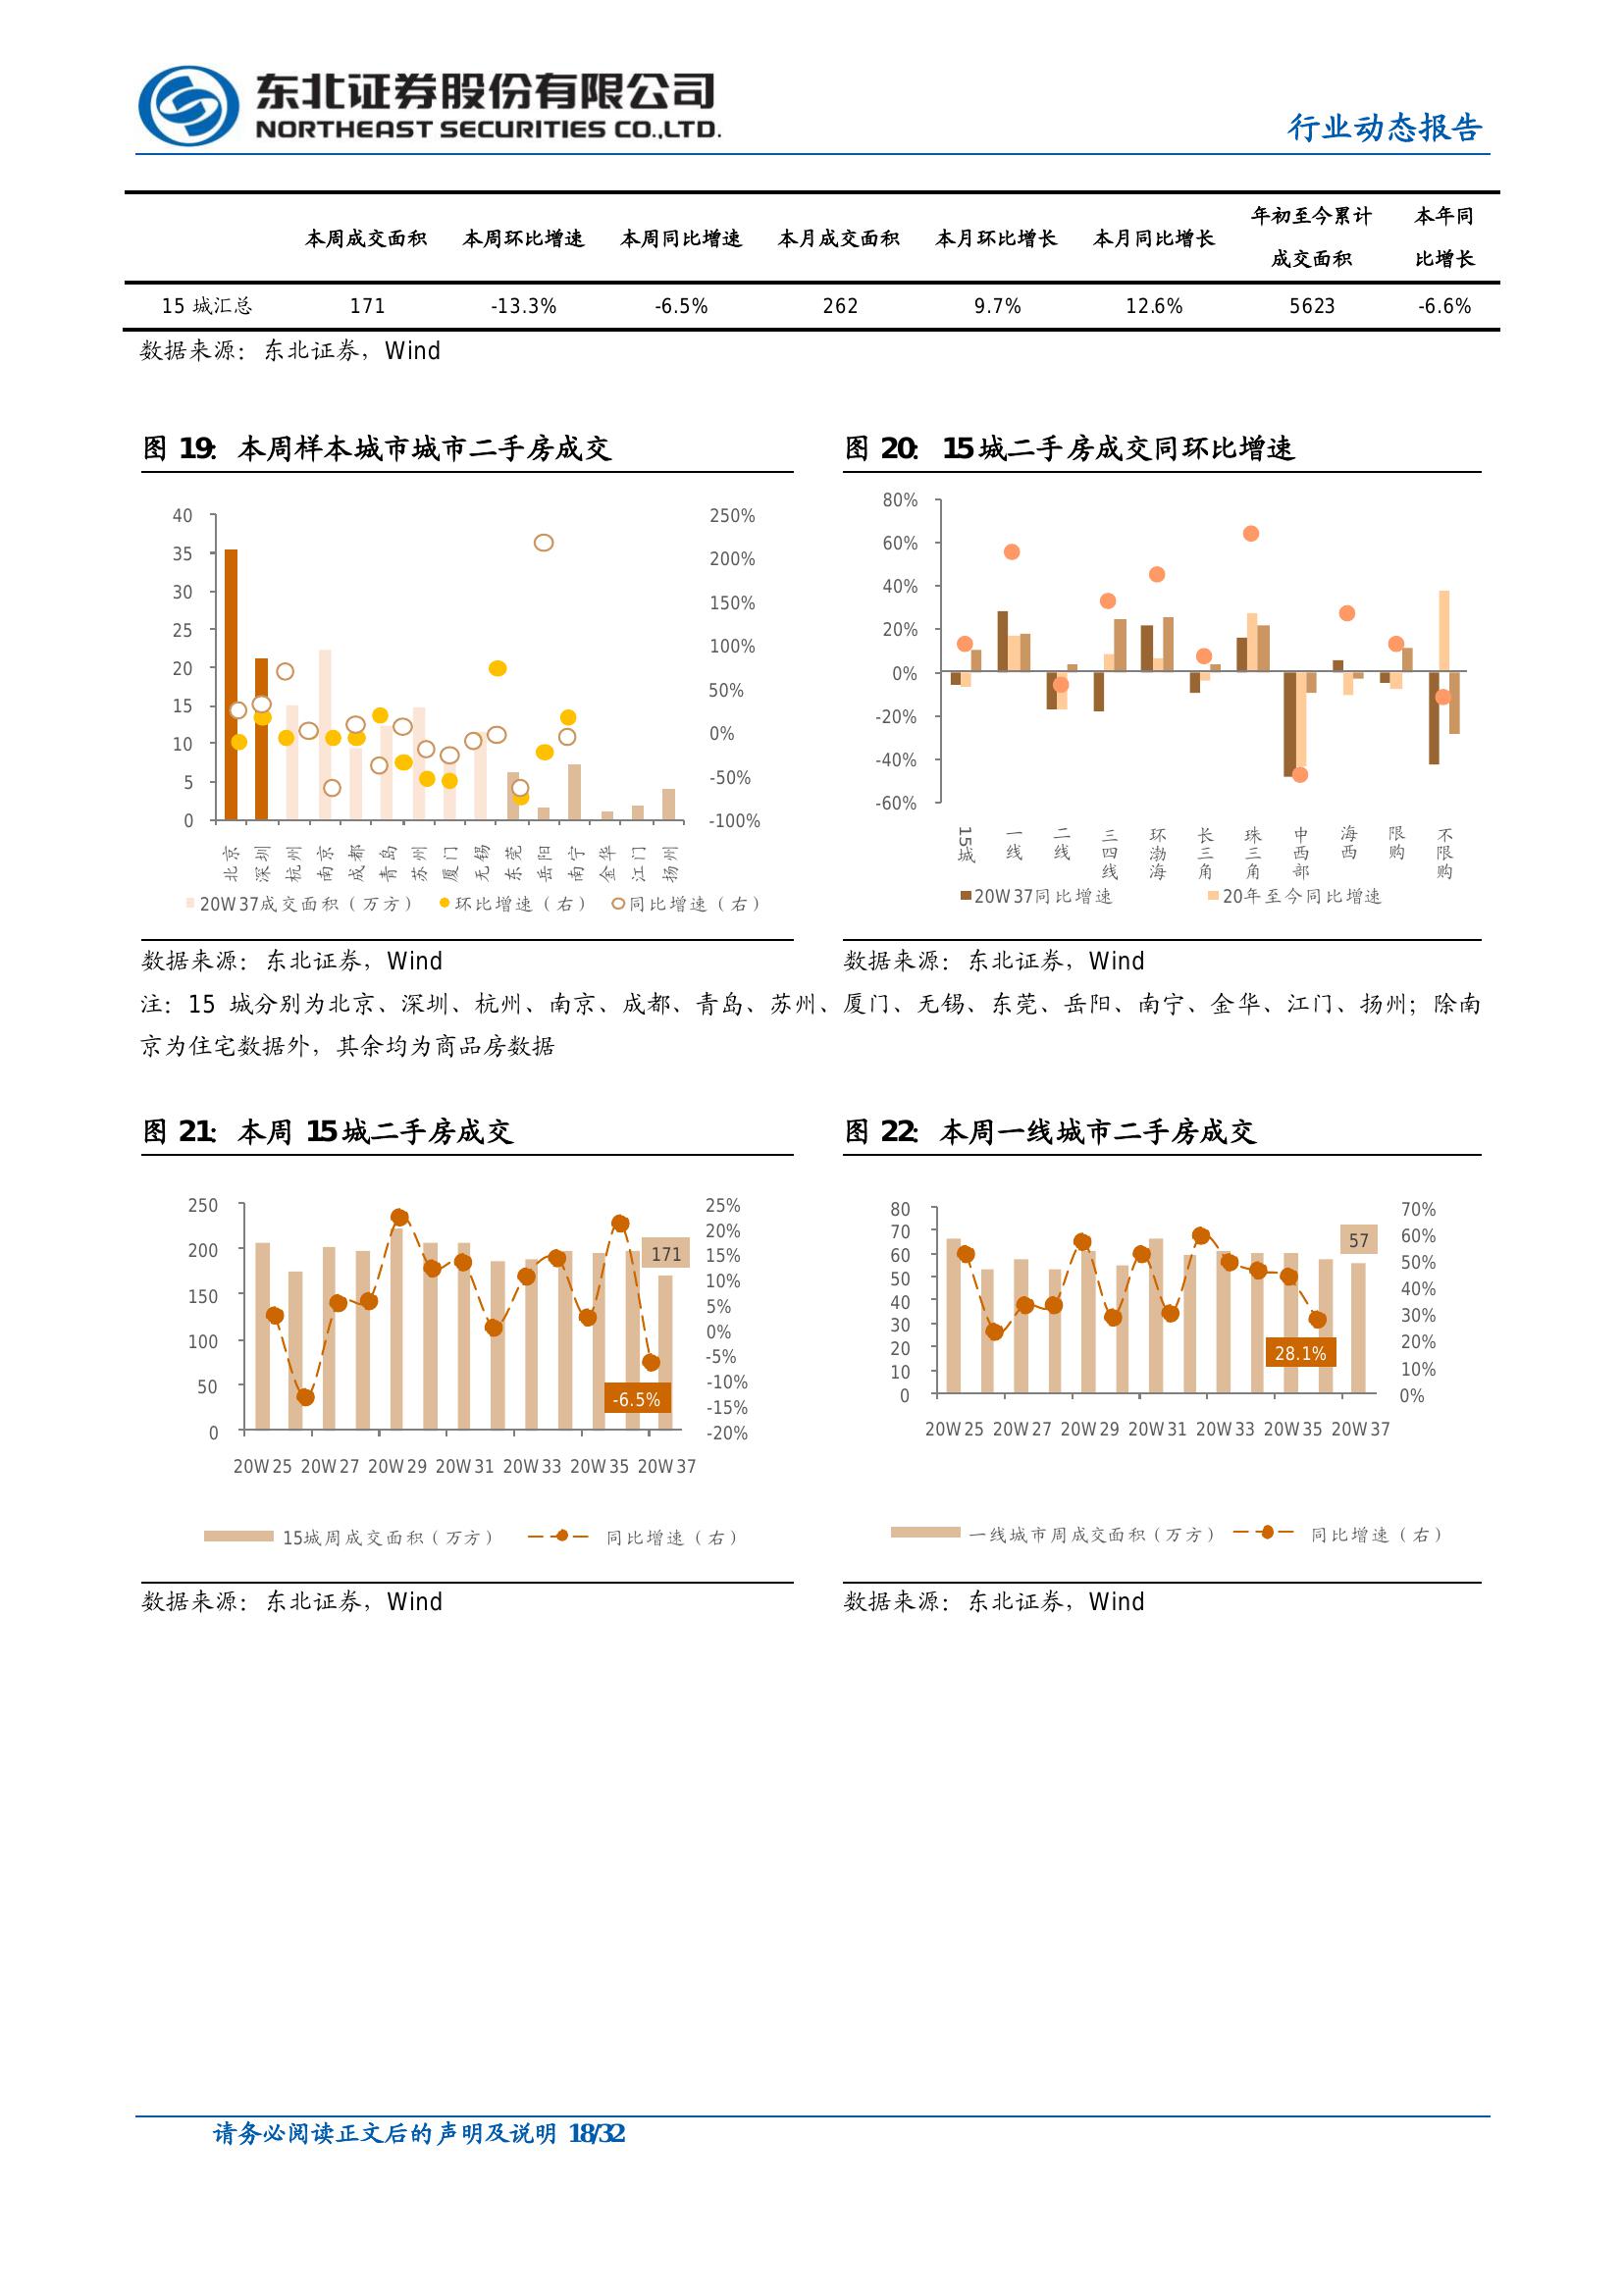 东北证券股份有限公司
NORTHEAST SECURITIES CO.,LTD.
行业动态报告
本周成交面积 本周环比增速 本周同比增速 本月成交面积 本月环比增长 本月同比增长 年初至今累计成交面积 本年同比增长
15 城汇总 171 -13.3% -6.5% 262 9.7% 12.6% 5623 -6.6%
数据来源：东北证券，Wind
图 19：本周样本城市城市二手房成交
40
35
30
25
20
15
10
5
0
250%
200%
150%
100%
50%
0%
-50%
-100%
北京 深圳 杭州 南京 成都 青岛 苏州 厦门 无锡 东莞 岳阳 南宁 金华 江门 扬州
20W37成交面积（万方） 环比增速（右） 同比增速（右）
数据来源：东北证券，Wind
图 20：15城二手房成交同环比增速
80%
60%
40%
20%
0%
-20%
-40%
-60%
15城 一线 二线 三四线 环渤海 长三角 珠三角 中西部 海西 限购 不限购
20W37同比增速 20年至今同比增速
数据来源：东北证券，Wind
注：15 城分别为北京、深圳、杭州、南京、成都、青岛、苏州、厦门、无锡、东莞、岳阳、南宁、金华、江门、扬州；除南
京为住宅数据外，其余均为商品房数据
图 21：本周 15城二手房成交
250
200
150
100
50
0
25%
20%
15%
10%
5%
0%
-5%
-10%
-15%
-20%
171
-6.5%
20W25 20W27 20W29 20W31 20W33 20W35 20W37
15城周成交面积（万方） 同比增速（右）
数据来源：东北证券，Wind
图 22：本周一线城市二手房成交
80
70
60
50
40
30
20
10
0
70%
60%
50%
40%
30%
20%
10%
0%
57
28.1%
20W25 20W27 20W29 20W31 20W33 20W35 20W37
一线城市周成交面积（万方） 同比增速（右）
数据来源：东北证券，Wind
请务必阅读正文后的声明及说明 18/32